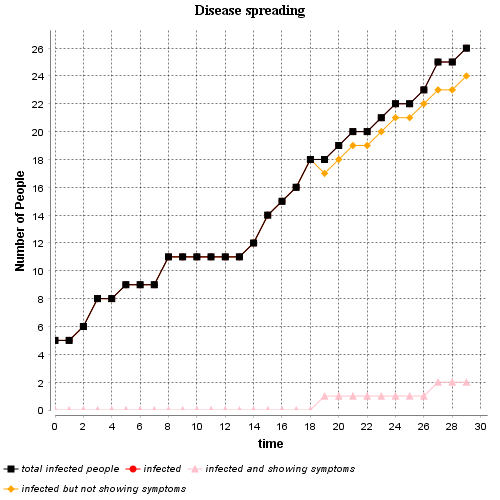 Disease spreading
26
24
22
20
18
16
14
12
10
8
6
4
2
0
Number of People
0 2 4 6 8 10 12 14 16 18 20 22 24 26 28 30
time
total infected people infected infected and showing symptoms
infected but not showing symptoms